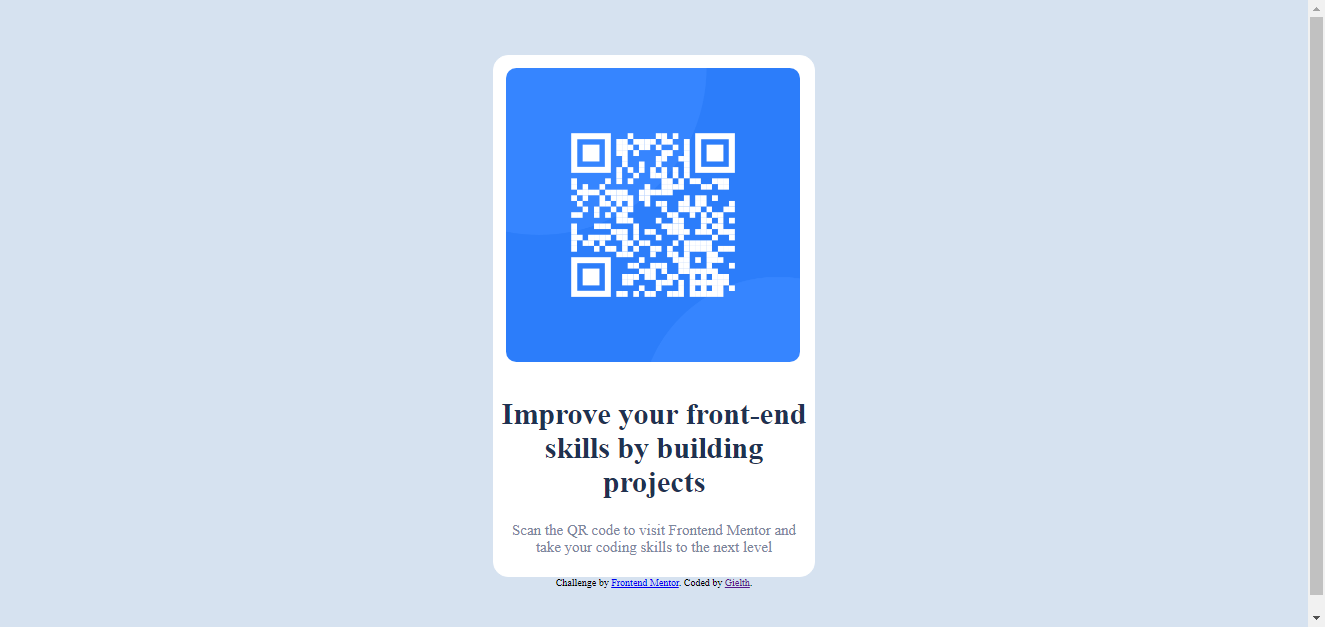 Improve your front-end
skills by building
projects
Scan the QR code to visit Frontend Mentor and
take your coding skills to the next level
Challenge by Frontend Mentor. Coded by Gielth.